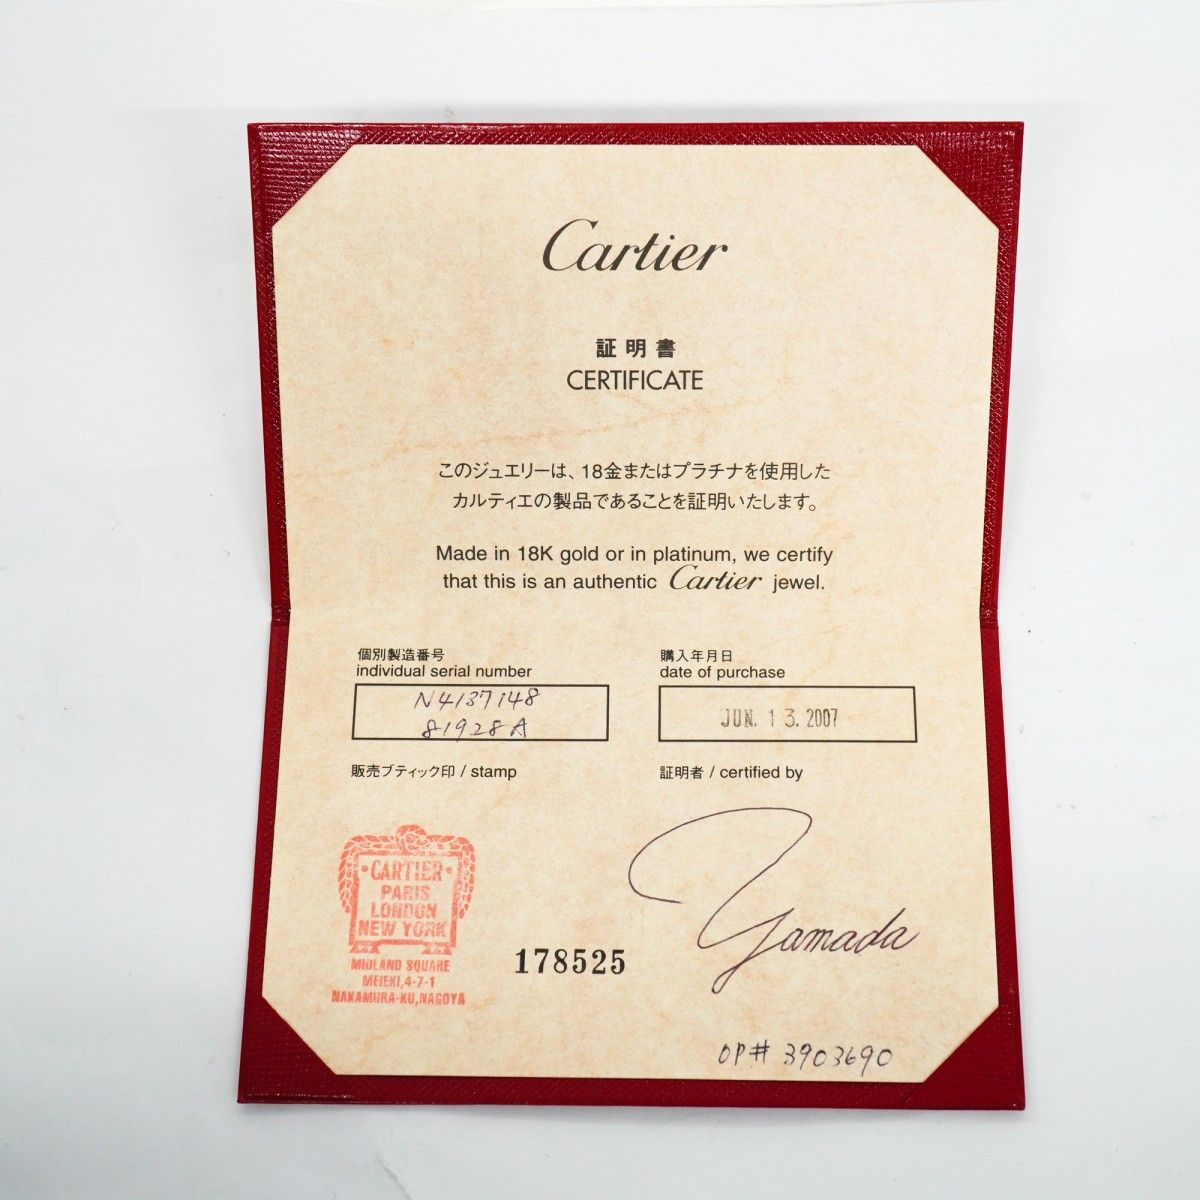 Cartier
証明書
CERTIFICATE
このジュエリーは、18金またはプラチナを使用した
カルティエの製品であることを証明いたします。
Made in 18K gold or in platinum, we certify
that this is an authentic Cartier jewel.
個別製造番号
individual serial number
N4137148
81928A
購入年月日
date of purchase
JUN. 13. 2007
販売ブティック印 / stamp
証明者 / certified by
·CARTIER·
PARIS
LONDON
NEW YORK
MIDLAND SQUARE
MEIEKI,4-7-1
NAKAMURA-KU,NAGOYA
178525
Yamada
OP# 3903690